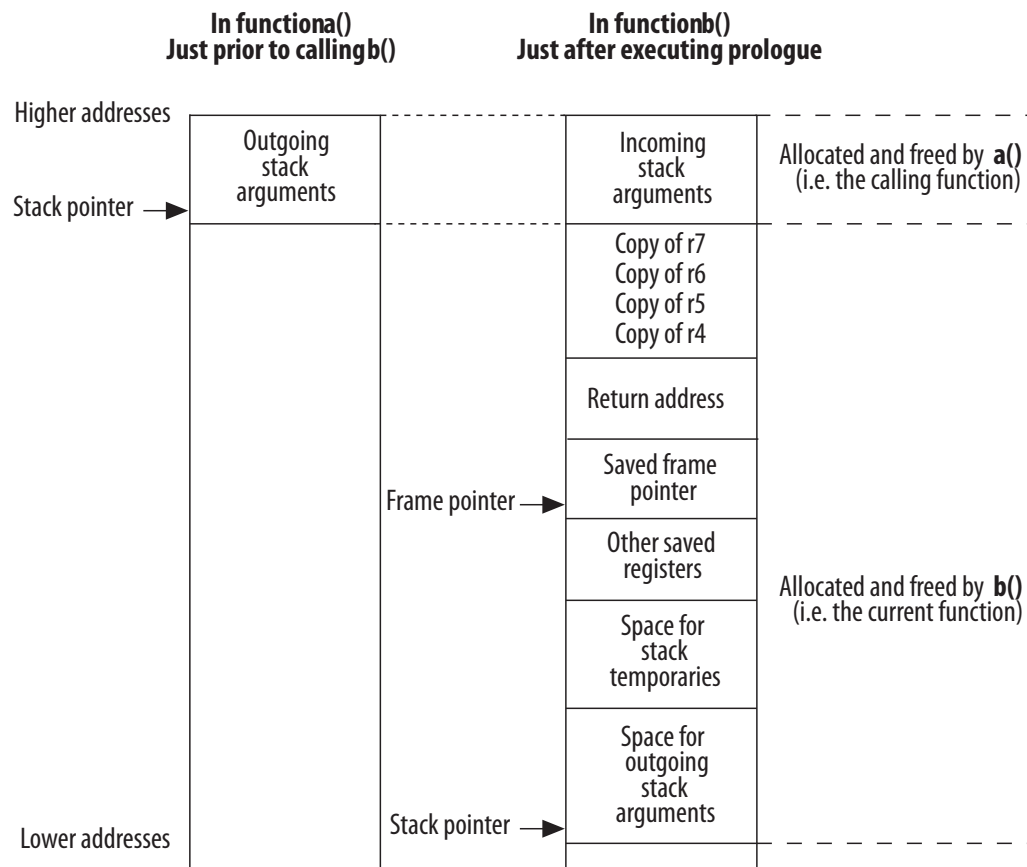 In functiona()
Just prior to callingb()
In functionb()
Just after executing prologue
Higher addresses
Outgoing
stack
arguments
Incoming
stack
arguments
Allocated and freed by a()
(i.e. the calling function)
Stack pointer
Copy of r7
Copy of r6
Copy of r5
Copy of r4
Return address
Saved frame
pointer
Frame pointer
Other saved
registers
Allocated and freed by b()
(i.e. the current function)
Space for
stack
temporaries
Space for
outgoing
stack
arguments
Stack pointer
Lower addresses